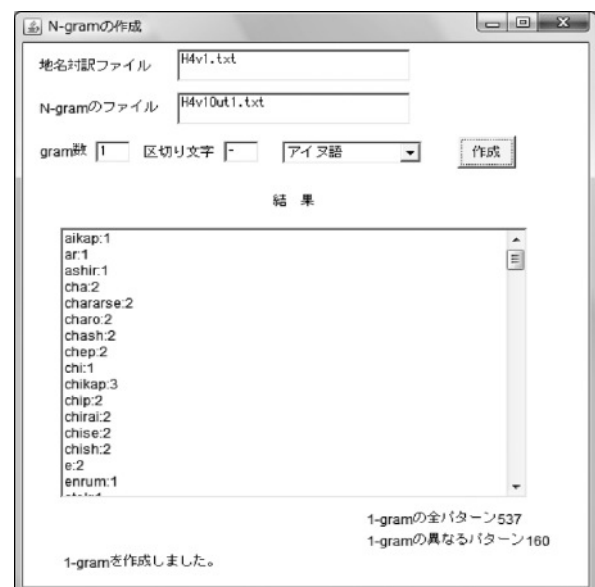 N-gramの作成
地名対訳ファイル H4v1.txt
N-gramのファイル H4v1Out1.txt
gram数 1 区切り文字 - アイヌ語 作成
結 果
aikap:1
ar:1
ashir:1
cha:2
chararse:2
charo:2
chash:2
chep:2
chi:1
chikap:3
chip:2
chirai:2
chise:2
chish:2
e:2
enrum:1
1-gramの全パターン537
1-gramの異なるパターン160
1-gramを作成しました。